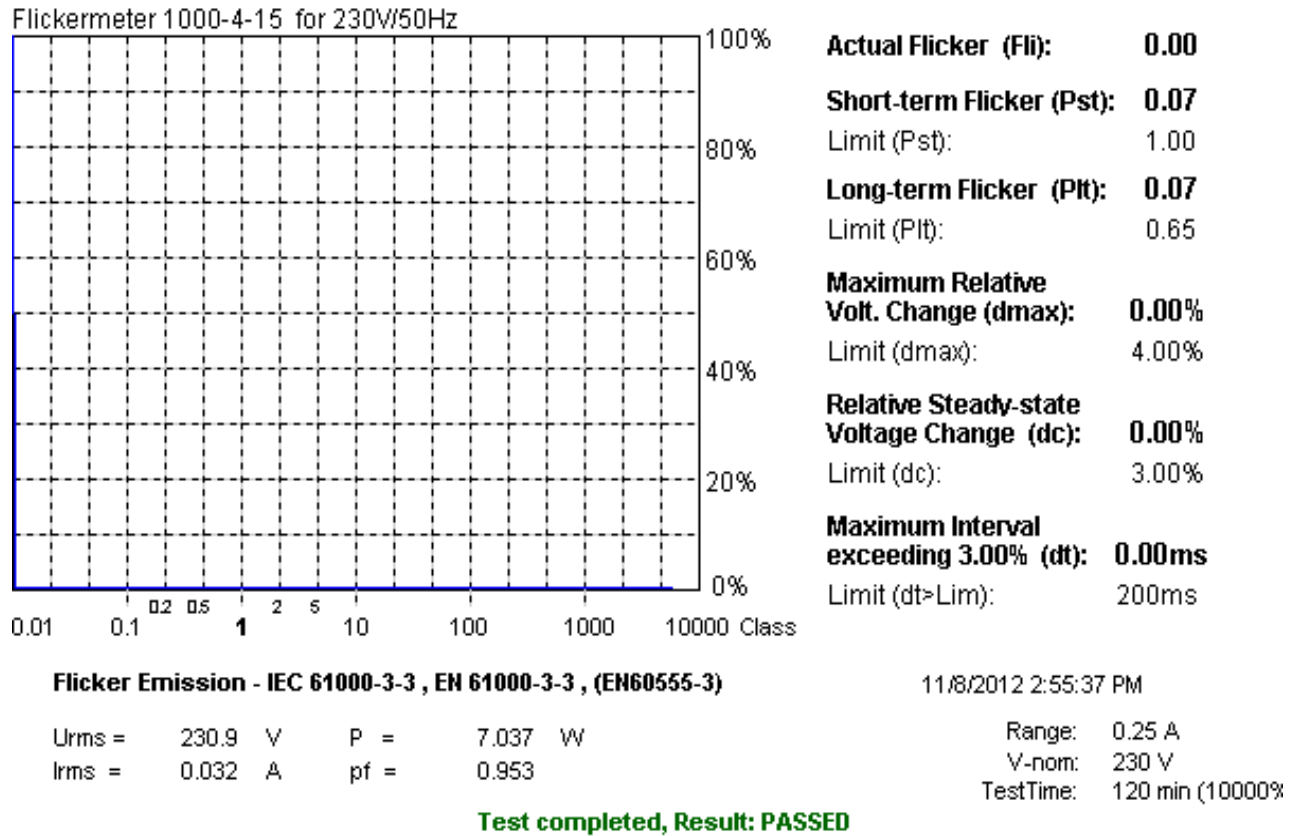 Flickermeter 1000-4-15 for 230V/50Hz
100%
80%
60%
40%
20%
0%
0.2 0.5 2 5
0.01 0.1 1 10 100 1000 10000 Class
Actual Flicker (Fli): 0.00
Short-term Flicker (Pst): 0.07
Limit (Pst): 1.00
Long-term Flicker (Plt): 0.07
Limit (Plt): 0.65
Maximum Relative
Volt. Change (dmax): 0.00%
Limit (dmax): 4.00%
Relative Steady-state
Voltage Change (dc): 0.00%
Limit (dc): 3.00%
Maximum Interval
exceeding 3.00% (dt): 0.00ms
Limit (dt>Lim): 200ms
Flicker Emission - IEC 61000-3-3 , EN 61000-3-3 , (EN60555-3)
11/8/2012 2:55:37 PM
Urms = 230.9 V P = 7.037 W
Irms = 0.032 A pf = 0.953
Range: 0.25 A
V-nom: 230 V
TestTime: 120 min (10000%
Test completed, Result: PASSED